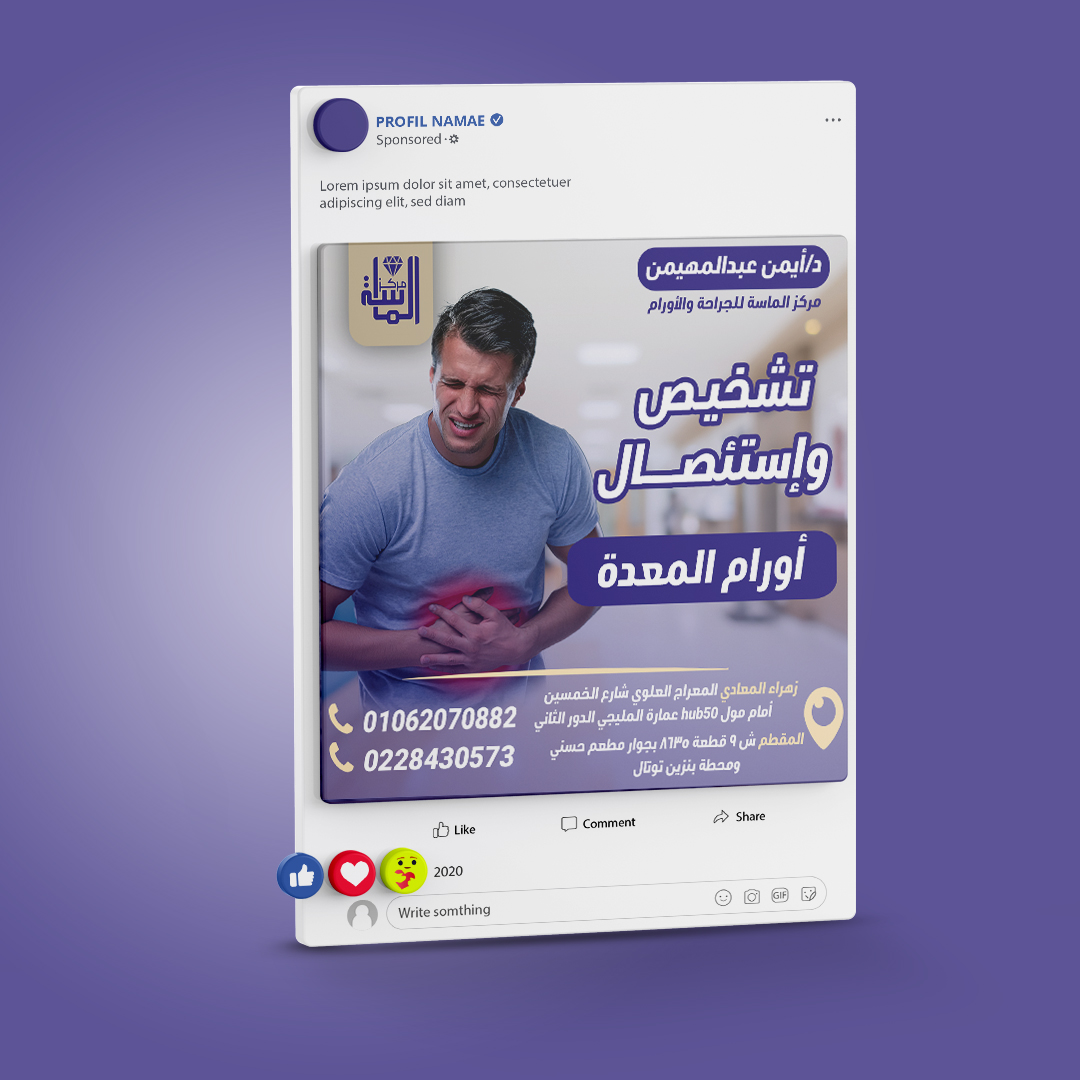 PROFIL NAMAE
Sponsored ·
Lorem ipsum dolor sit amet, consectetuer
adipiscing elit, sed diam
مركز
الماسة
د/أيمن عبدالمهيمن
مركز الماسة للجراحة والأورام
تشخيص
وإستئصال
أورام المعدة
زهراء المعادي المعراج العلوي شارع الخمسين
أمام مول hub50 عمارة المليجي الدور الثاني
المقطم ش ٩ قطعة ٨٦٣٥ بجوار مطعم حسني
ومحطة بنزين توتال
01062070882
0228430573
Like
Comment
Share
2020
Write somthing
GIF